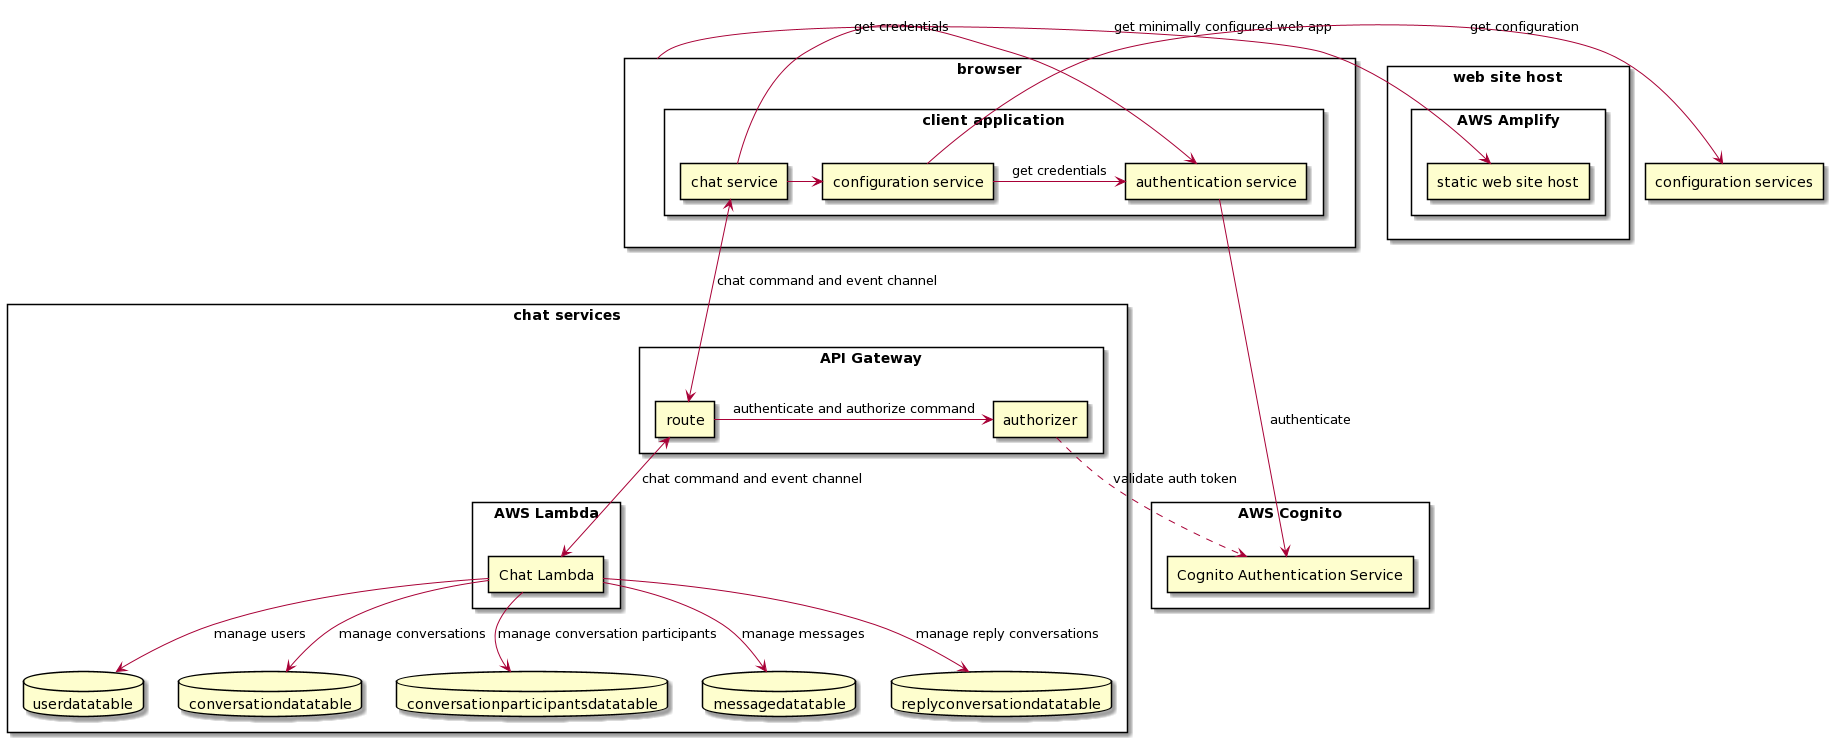 get credentials
get minimally configured web app
get configuration
browser
web site host
client application
AWS Amplify
chat service
configuration service
get credentials
authentication service
static web site host
configuration services
chat command and event channel
chat services
API Gateway
route
authenticate and authorize command
authorizer
authenticate
chat command and event channel
validate auth token
AWS Lambda
AWS Cognito
Chat Lambda
Cognito Authentication Service
manage users
manage conversations
manage conversation participants
manage messages
manage reply conversations
userdatatable
conversationdatatable
conversationparticipantsdatatable
messagedatatable
replyconversationdatatable